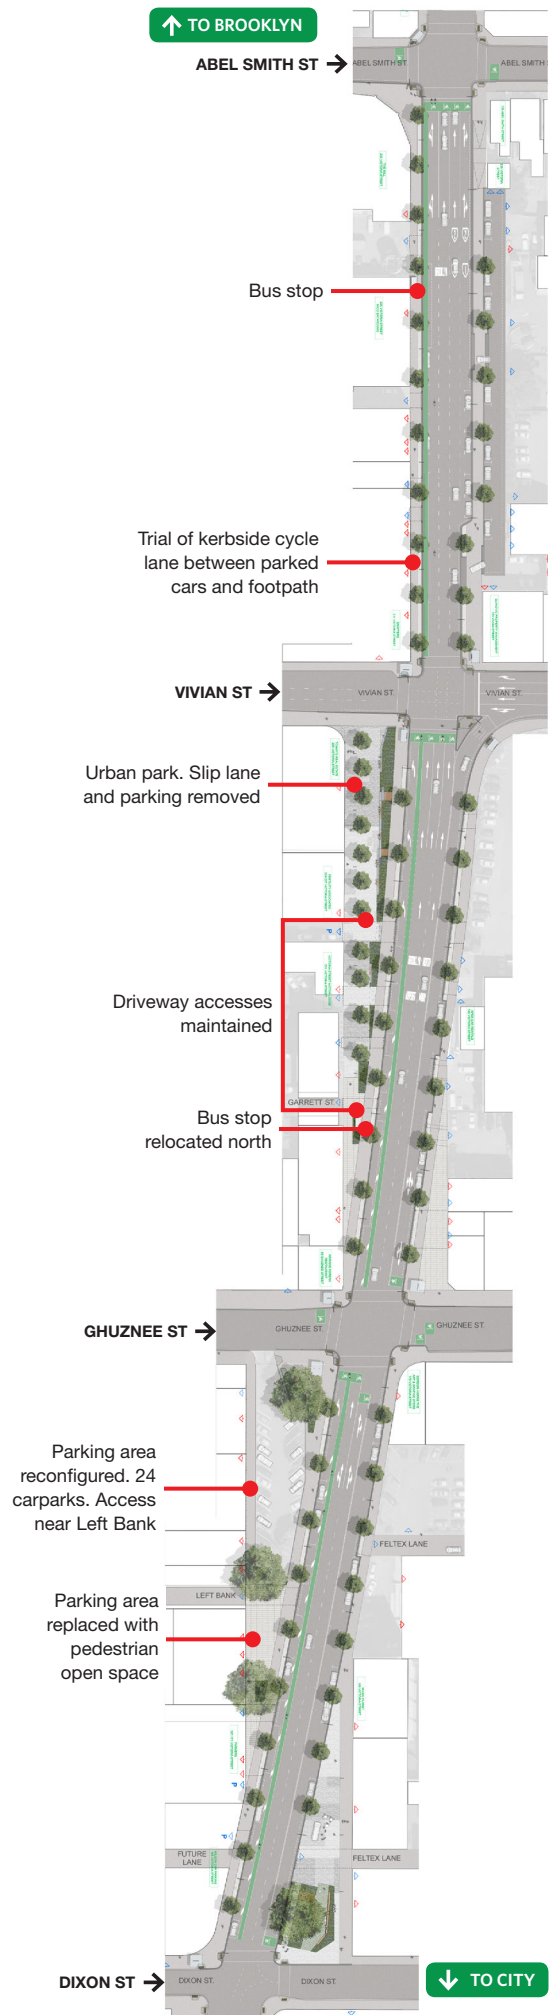 ↑ TO BROOKLYN
ABEL SMITH ST →
ABEL SMITH ST
ABEL SMITH ST
Bus stop
Trial of kerbside cycle
lane between parked
cars and footpath
VIVIAN ST →
VIVIAN ST.
VIVIAN ST.
Urban park. Slip lane
and parking removed
P
Driveway accesses
maintained
GARRETT ST.
Bus stop
relocated north
GHUZNEE ST →
GHUZNEE ST.
GHUZNEE ST.
Parking area
reconfigured. 24
carparks. Access
near Left Bank
FELTEX LANE
LEFT BANK
Parking area
replaced with
pedestrian
open space
P
P
FUTURE
LANE
FELTEX LANE
DIXON ST →
DIXON ST.
DIXON ST.
↓ TO CITY